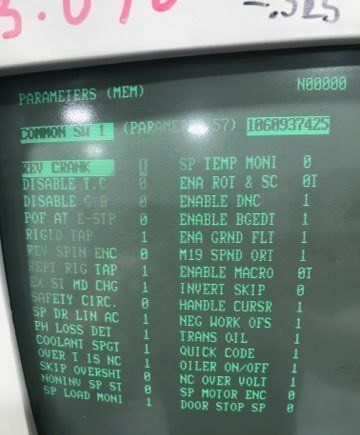 3.0
-.525
PARAMETERS (MEM) N00000
COMMON SW 1 (PARAMETER 57) 1060937425
REV CRANK SP TEMP MONI 0
DISABLE T.C 0 ENA ROT & SC 0T
DISABLE G B 0 ENABLE DNC 1
POF AT E-STP 0 ENABLE BGEDT 1
RIGID TAP 1 ENA GRND FLT 1
REV SPIN ENC 0 M19 SPND ORT 1
REPT RIG TAP 1 ENABLE MACRO 0T
EX ST MD CHG 1 INVERT SKIP 0
SAFETY CIRC. 0 HANDLE CURSR 1
SP DR LIN AC 1 NEG WORK OFS 1
PH LOSS DET 1 TRANS OIL 1
COOLANT SPGT 1 QUICK CODE 1
OVER T IS NC 1 OILER ON/OFF 1
SKIP OVERSHT 0 NC OVER VOLT 1
NONINV SP ST 0 SP MOTOR ENC 0
SP LOAD MONI 1 DOOR STOP SP 0